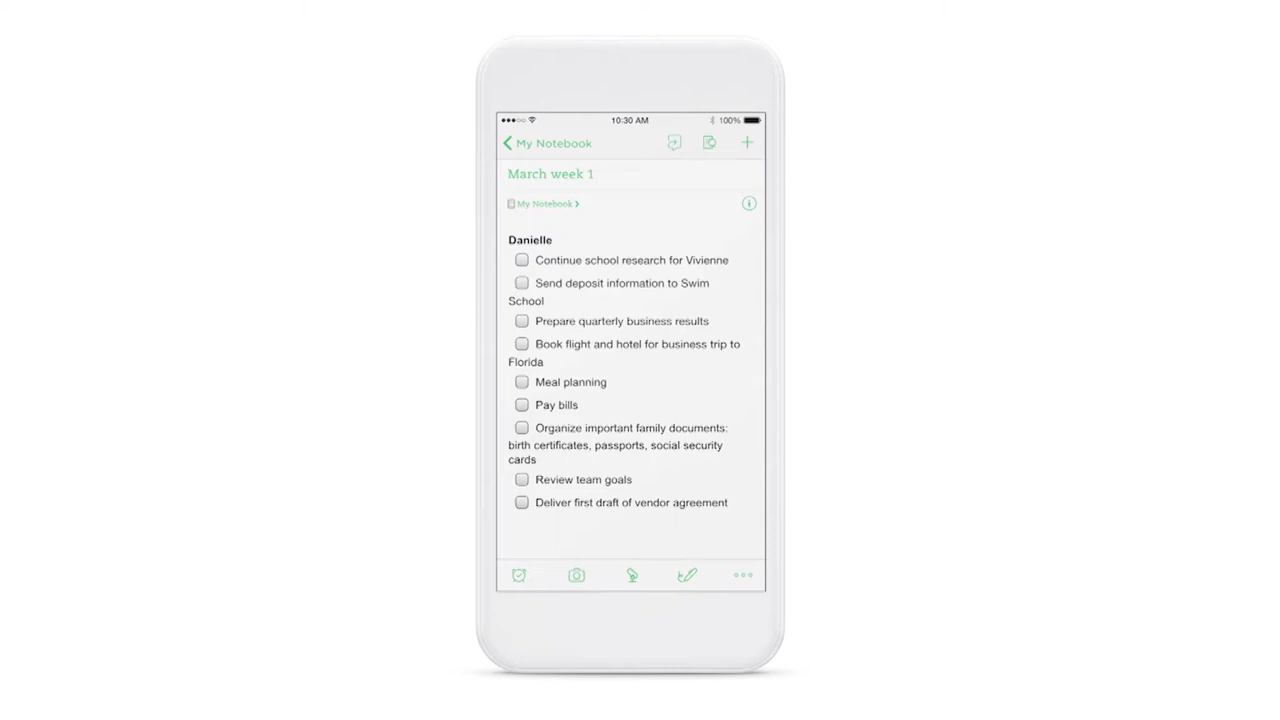 10:30 AM
100%
My Notebook
March week 1
My Notebook
Danielle
Continue school research for Vivienne
Send deposit information to Swim
School
Prepare quarterly business results
Book flight and hotel for business trip to
Florida
Meal planning
Pay bills
Organize important family documents:
birth certificates, passports, social security
cards
Review team goals
Deliver first draft of vendor agreement